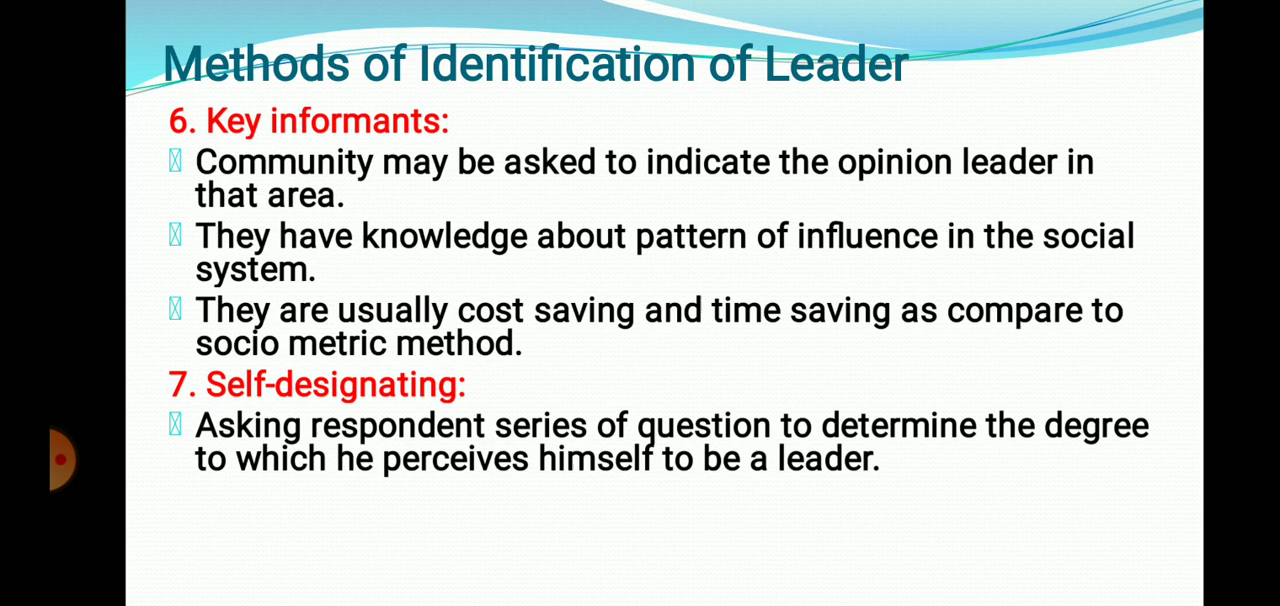 Methods of Identification of Leader
6. Key informants:
Community may be asked to indicate the opinion leader in
that area.
They have knowledge about pattern of influence in the social
system.
They are usually cost saving and time saving as compare to
socio metric method.
7. Self-designating:
Asking respondent series of question to determine the degree
to which he perceives himself to be a leader.